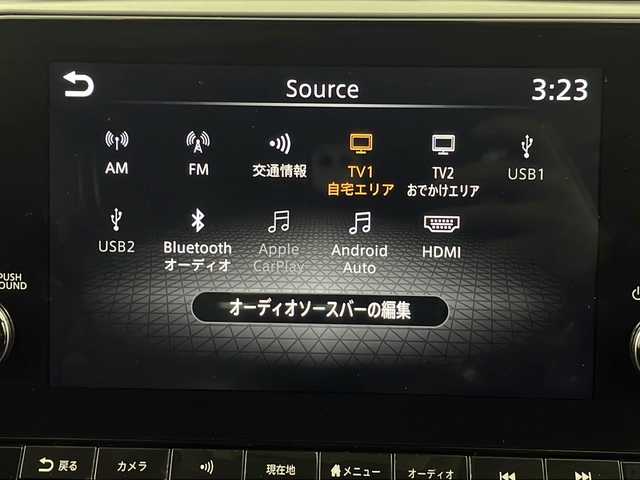 Source
3:23
AM
FM
交通情報
TV1
自宅エリア
TV2
おでかけエリア
USB1
USB2
Bluetooth
オーディオ
Apple
CarPlay
Android
Auto
HDMI
オーディオソースバーの編集
PUSH
OUND
戻る
カメラ
現在地
メニュー
オーディオ